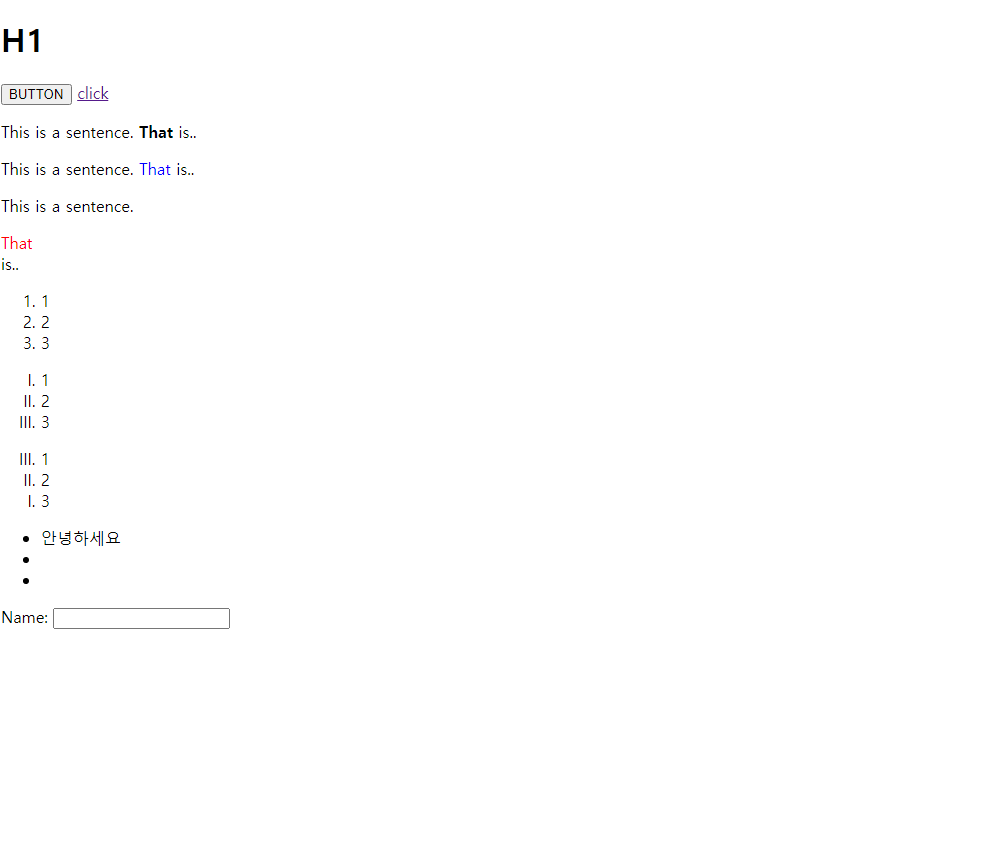 H1
BUTTON click
This is a sentence. That is..
This is a sentence. That is..
This is a sentence.
That
is..
1. 1
2. 2
3. 3
I. 1
II. 2
III. 3
III. 1
II. 2
I. 3
• 안녕하세요
•
•
Name: